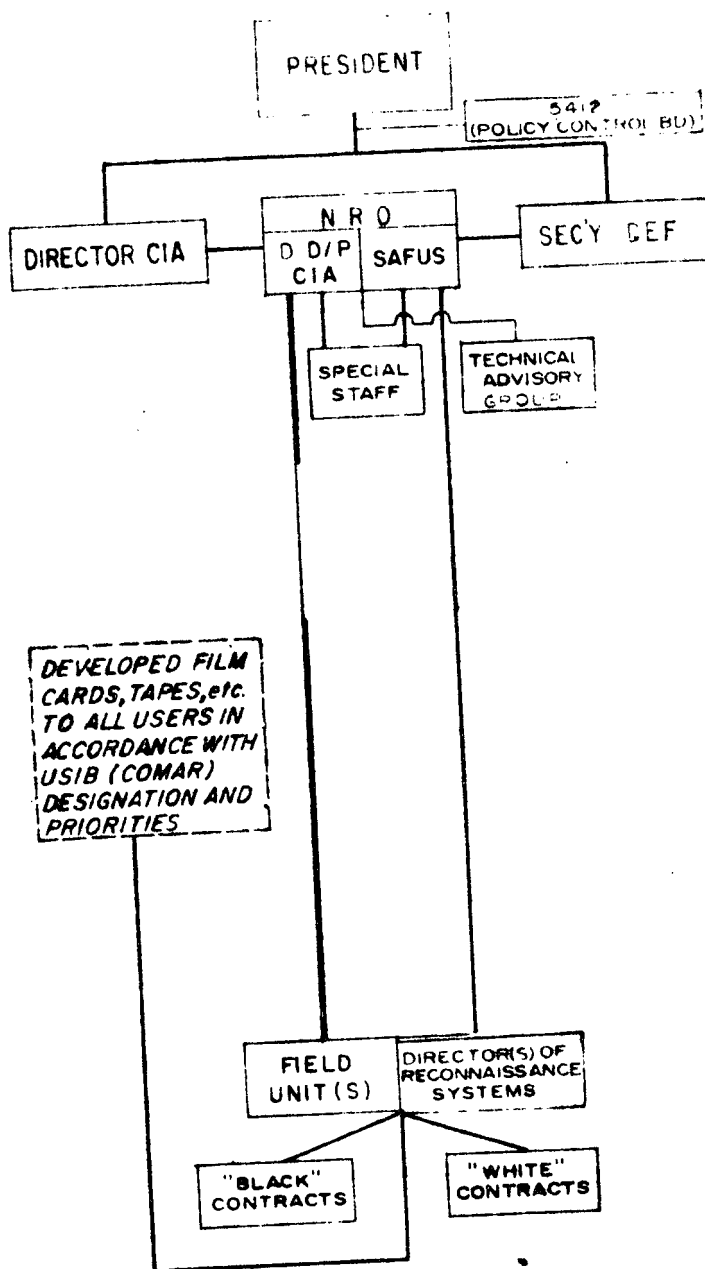 PRESIDENT
5412
(POLICY CONTROL BD)
N R O
DIRECTOR CIA
D D/P
CIA
SAFUS
SEC'Y DEF
SPECIAL
STAFF
TECHNICAL
ADVISORY
GROUP
DEVELOPED FILM
CARDS, TAPES, etc.
TO ALL USERS IN
ACCORDANCE WITH
USIB (COMAR)
DESIGNATION AND
PRIORITIES
FIELD
UNIT(S)
DIRECTOR(S) OF
RECONNAISSANCE
SYSTEMS
"BLACK"
CONTRACTS
"WHITE"
CONTRACTS